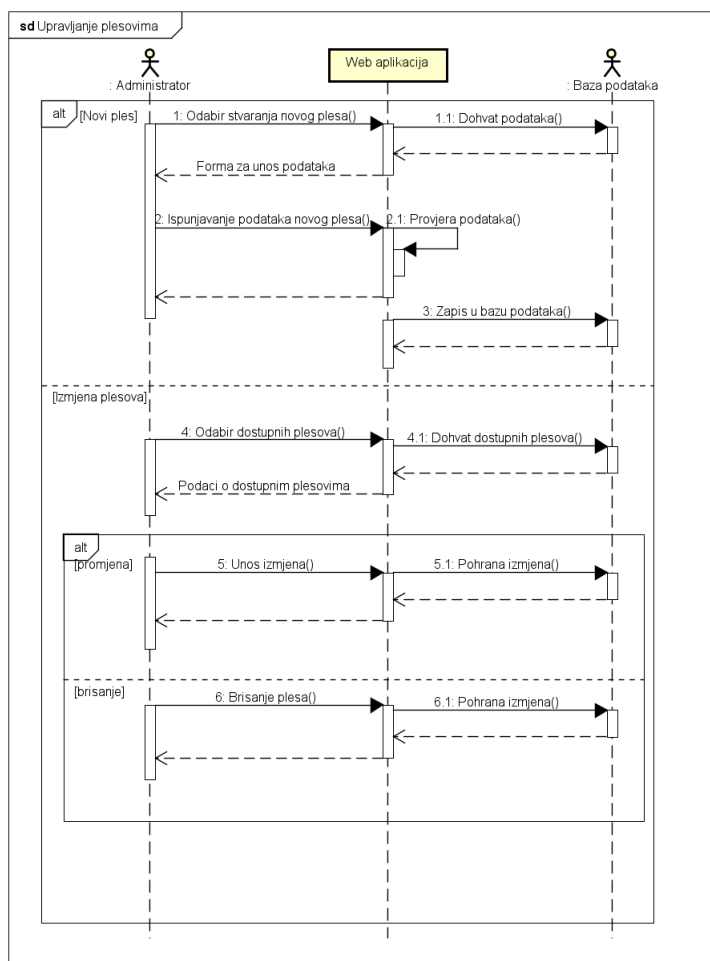 sd Upravljanje plesovima
Web aplikacija
: Administrator
: Baza podataka
alt
[Novi ples]
1: Odabir stvaranja novog plesa()
1.1: Dohvat podataka()
Forma za unos podataka
2: Ispunjavanje podataka novog plesa()
2.1: Provjera podataka()
3: Zapis u bazu podataka()
[Izmjena plesova]
4: Odabir dostupnih plesova()
4.1: Dohvat dostupnih plesova()
Podaci o dostupnim plesovima
alt
[promjena]
5: Unos izmjena()
5.1: Pohrana izmjena()
[brisanje]
6: Brisanje plesa()
6.1: Pohrana izmjena()